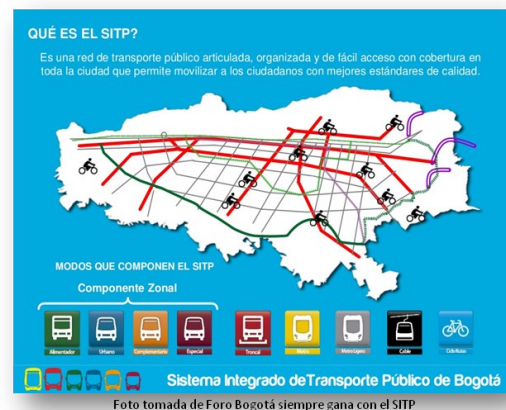 QUÉ ES EL SITP?
Es una red de transporte público articulada, organizada y de fácil acceso con cobertura en
toda la ciudad que permite movilizar a los ciudadanos con mejores estándares de calidad.
MODOS QUE COMPONEN EL SITP
Componente Zonal
Alimentador
Urbano
Complementario
Especial
Troncal
Metro
Metro Ligero
Cable
CicloRutas
Sistema Integrado de Transporte Público de Bogotá
Foto tomada de Foro Bogotá siempre gana con el SITP